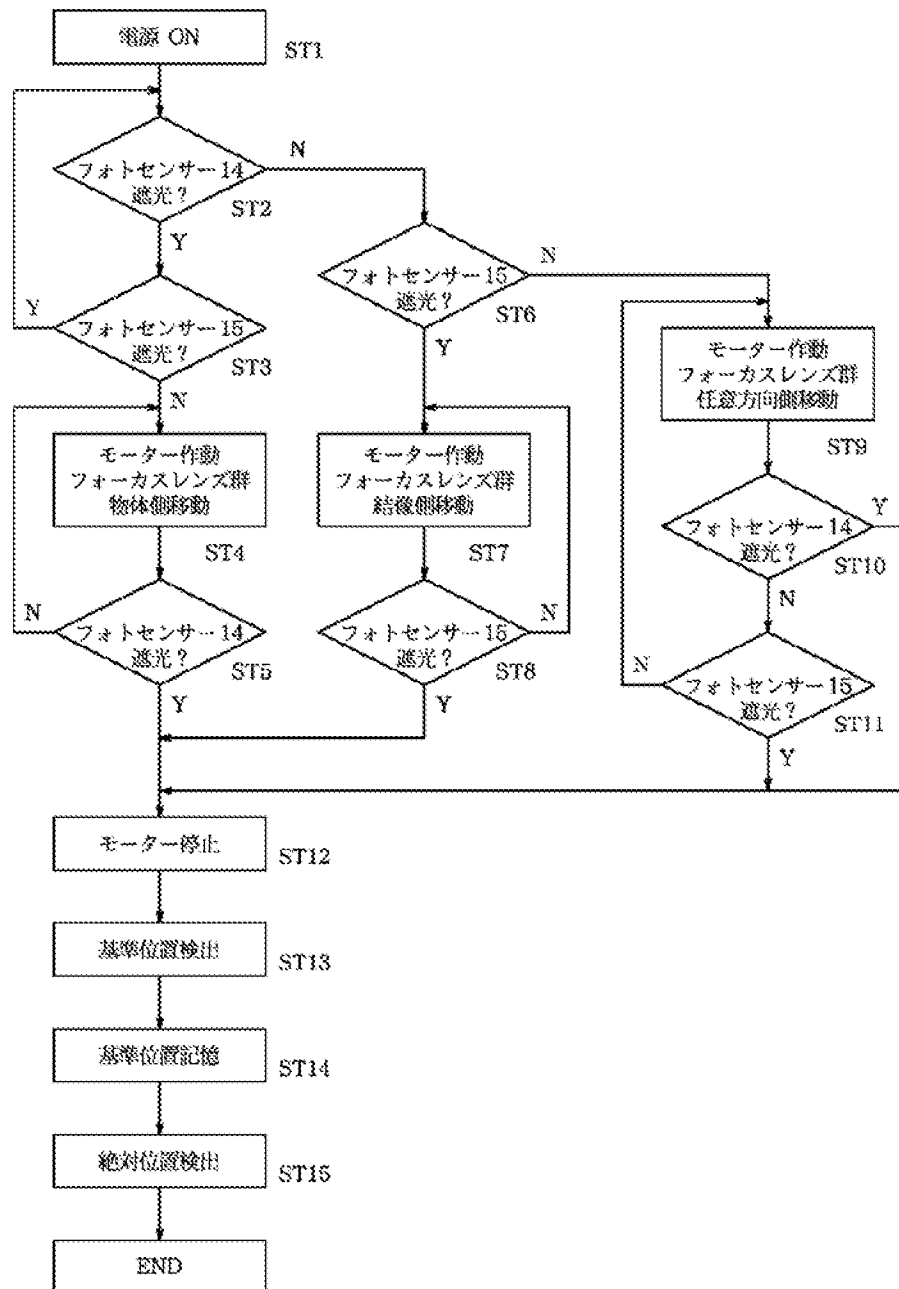 電源 ON
ST1
フォトセンサー14
遮光？
ST2
N
Y
フォトセンサー15
遮光？
ST3
Y
N
モーター作動
フォーカスレンズ群
物体側移動
ST4
フォトセンサー14
遮光？
ST5
N
Y
フォトセンサー15
遮光？
ST6
N
Y
モーター作動
フォーカスレンズ群
結像側移動
ST7
フォトセンサー15
遮光？
ST8
N
Y
モーター作動
フォーカスレンズ群
任意方向側移動
ST9
フォトセンサー14
遮光？
ST10
Y
N
フォトセンサー15
遮光？
ST11
N
Y
モーター停止
ST12
基準位置検出
ST13
基準位置記憶
ST14
絶対位置検出
ST15
END